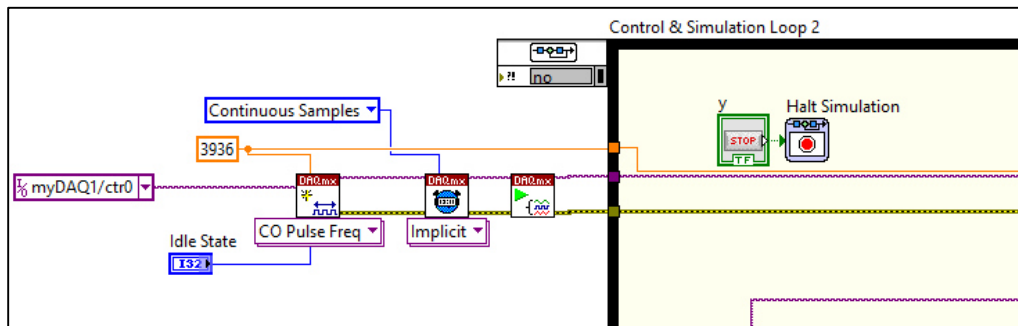 Control & Simulation Loop 2
?!
no
y
Halt Simulation
STOP
TF
Continuous Samples
3936
myDAQ1/ctr0
DAQmx
DAQmx
DAQmx
CO Pulse Freq
Implicit
Idle State
I32